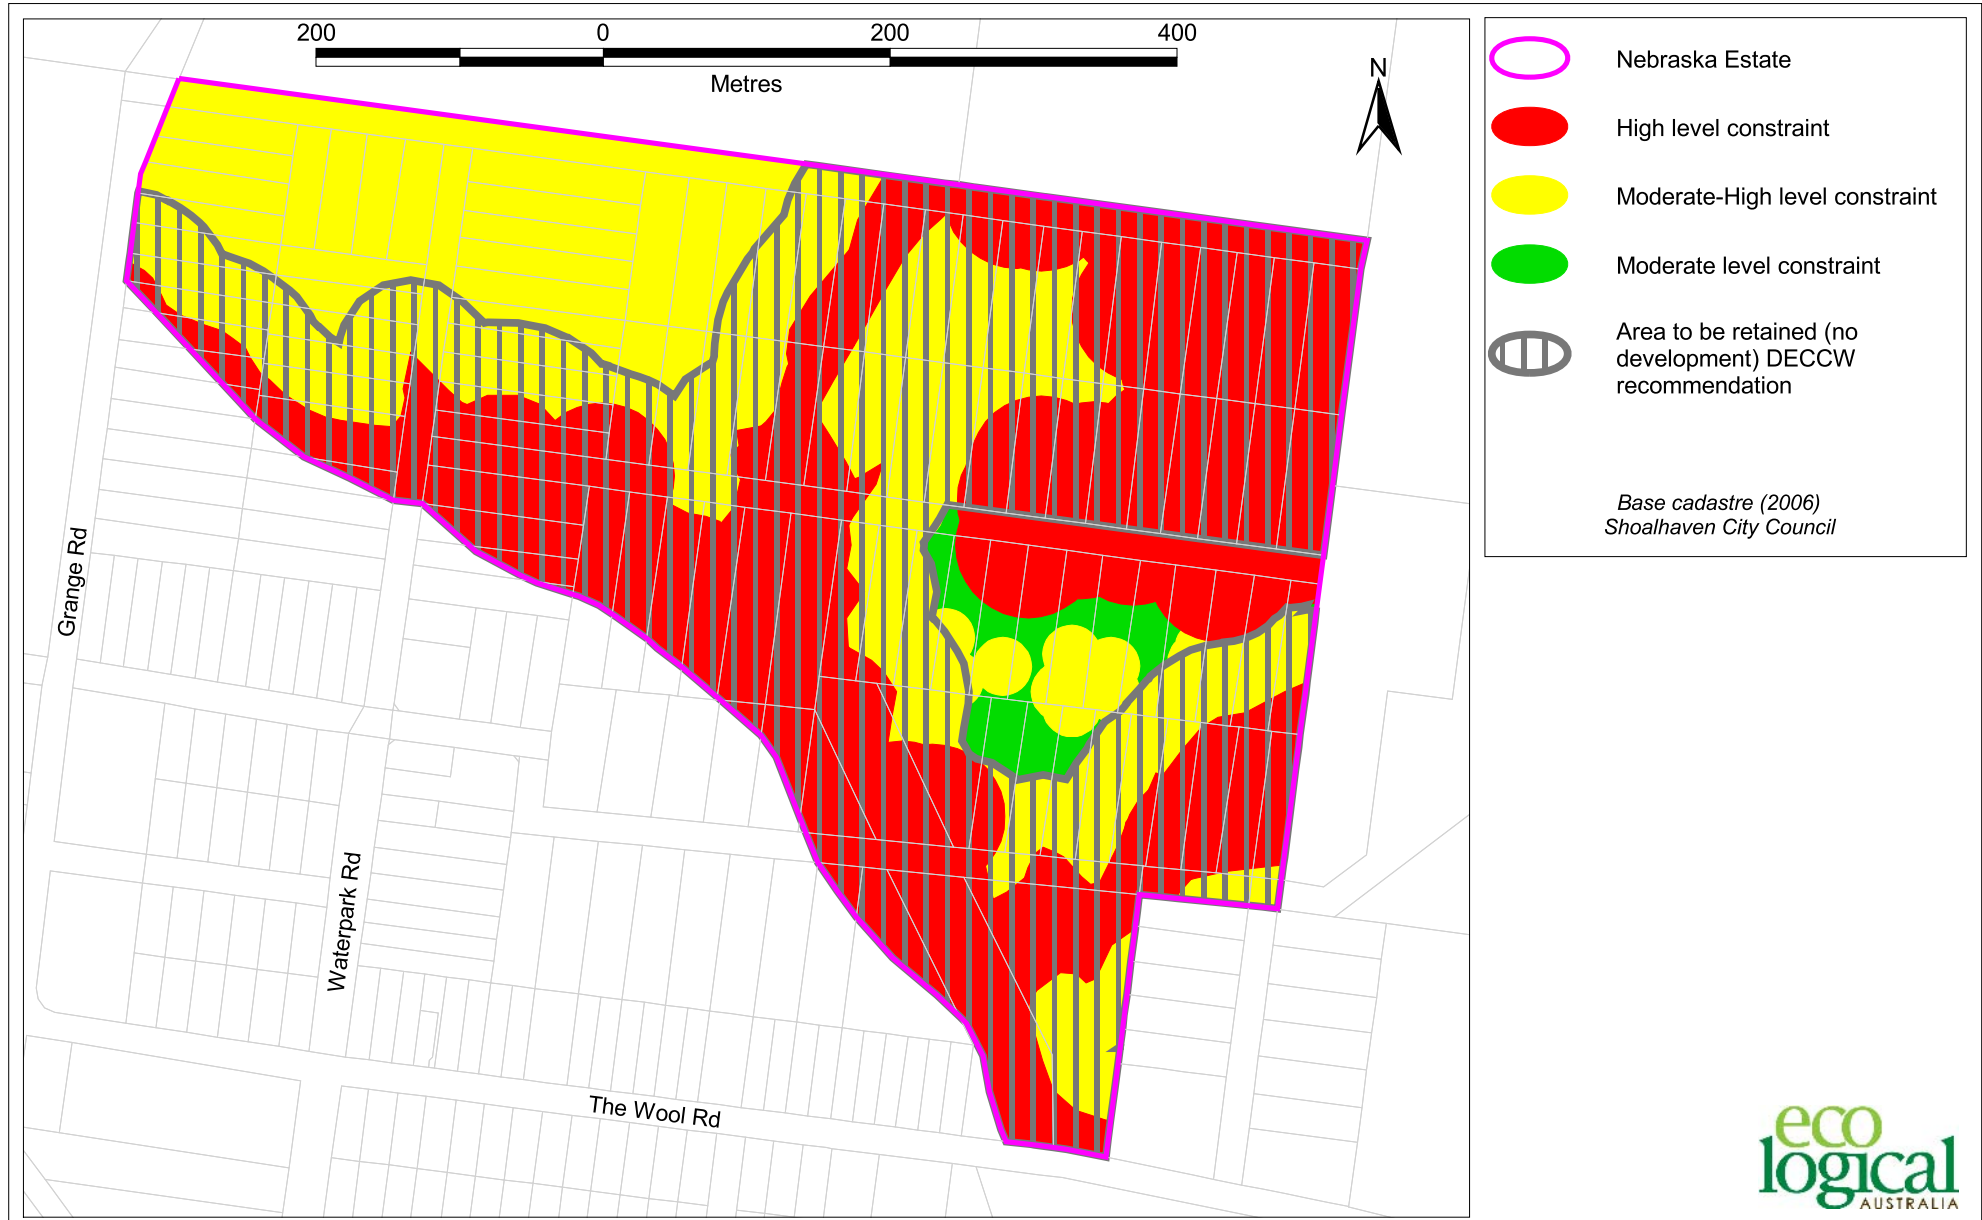 200 0 200 400
Metres
N
Grange Rd
Waterpark Rd
The Wool Rd
Nebraska Estate
High level constraint
Moderate-High level constraint
Moderate level constraint
Area to be retained (no
development) DECCW
recommendation
Base cadastre (2006)
Shoalhaven City Council
eco
logical
AUSTRALIA